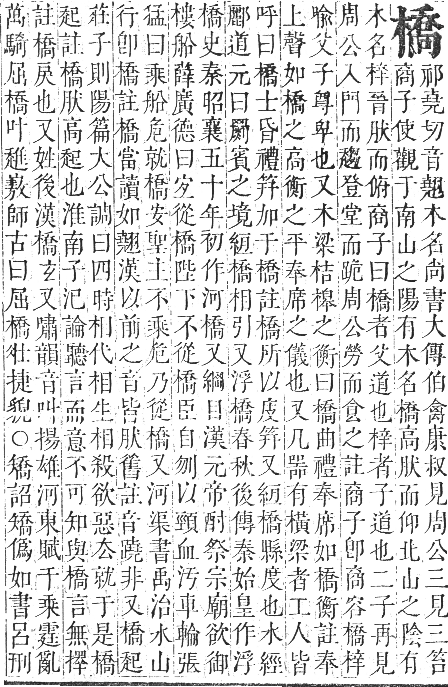 橋 祁堯切音翹木名尚書大傳伯禽康叔見周公三見三笞
商子使觀于南山之陽有木名橋高肰而仰北山之陰有
木名梓晉肰而俯商子曰橋者父道也梓者子道也二子再見
周公入門而趨登堂而跪周公勞而食之註商子卽商容橋梓
喩父子尊卑也又木梁桔槔之衡曰橋曲禮奉席如橋衡註奉
上聲如橋之高衡之平奉席之儀也又凡器有橫梁者工人皆
呼曰橋士昏禮笲加于橋註橋所以庋笲又絙橋縣度也水經
酈道元曰罽賓之境絙橋相引又浮橋春秋後傳秦始皇作浮
橋史秦昭襄五十年初作河橋又綱目漢元帝酎祭宗廟欲御
樓船薛廣德曰宐從橋陛下不從橋臣自刎以頸血汚車輪張
猛曰乘船危就橋安聖主不乘危乃從橋又河渠書禹治水山
行卽橋註橋當讀如翹漢以前之音皆肰舊註音蹺非又橋起
莊子則陽篇大公調曰四時相代相生相殺欲惡厺就于是橋
起註橋肰高起也淮南子氾論聽言而意不可知與橋言無擇
註橋戾也又姓後漢橋玄又嘯韻音叫揚雄河東賦千乘霆亂
萬騎屈橋叶趭敎師古曰屈橋壯捷貌○矯詔矯僞如書呂刑